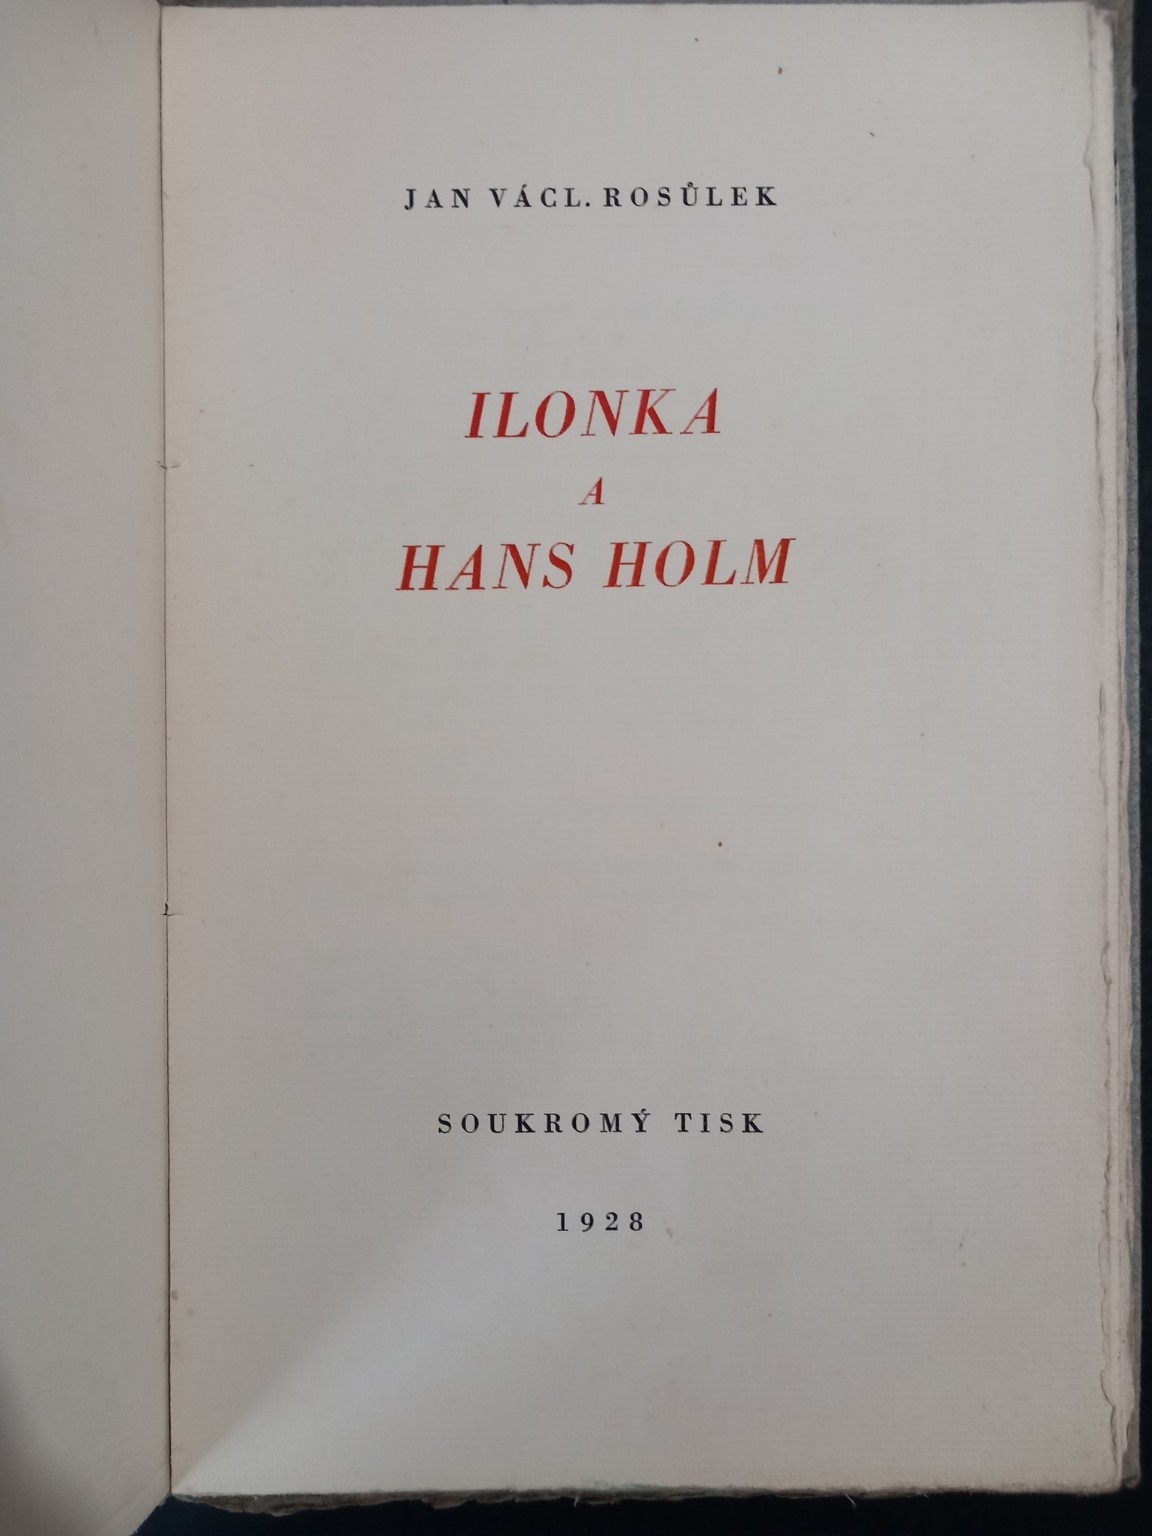 JAN VÁCL. ROSŮLEK
ILONKA
A
HANS HOLM
SOUKROMÝ TISK
1928